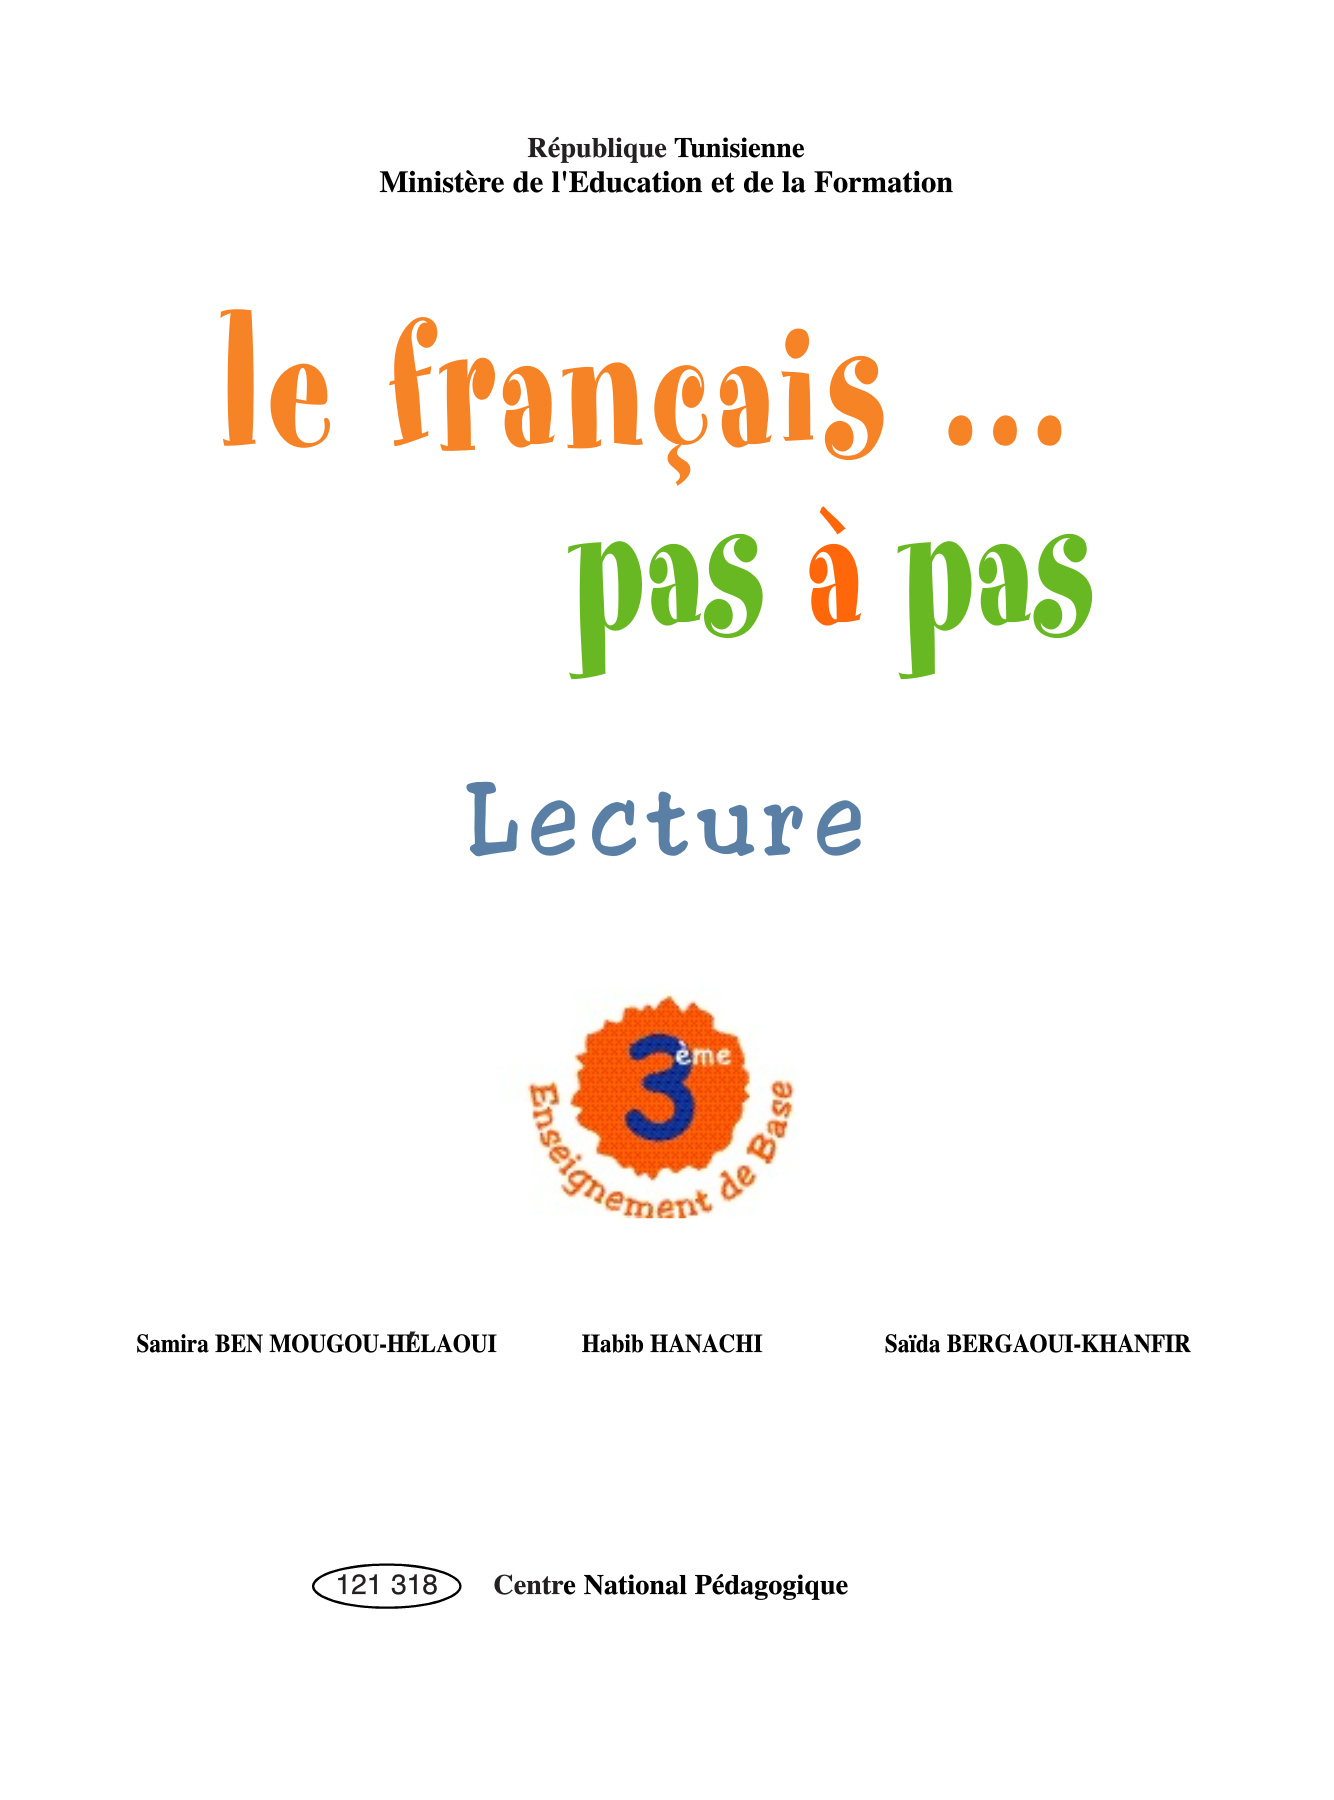 République Tunisienne
Ministère de l'Education et de la Formation
le français ...
pas à pas
Lecture
3ème
Enseignement de Base
Samira BEN MOUGOU-HÉLAOUI Habib HANACHI Saïda BERGAOUI-KHANFIR
121 318 Centre National Pédagogique